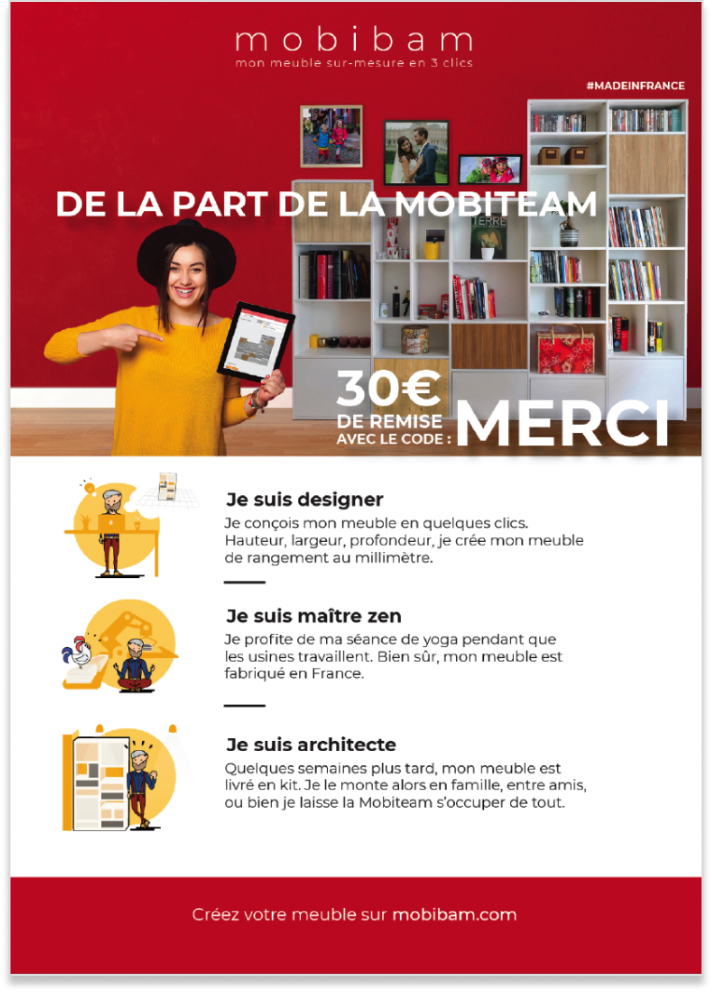 mobibam
mon meuble sur-mesure en 3 clics
#MADEINFRANCE
DE LA PART DE LA MOBITEAM
TERRE
30€
DE REMISE
AVEC LE CODE :
MERCI
Je suis designer
Je conçois mon meuble en quelques clics.
Hauteur, largeur, profondeur, je crée mon meuble
de rangement au millimètre.
Je suis maître zen
Je profite de ma séance de yoga pendant que
les usines travaillent. Bien sûr, mon meuble est
fabriqué en France.
Je suis architecte
Quelques semaines plus tard, mon meuble est
livré en kit. Je le monte alors en famille, entre amis,
ou bien je laisse la Mobiteam s’occuper de tout.
Créez votre meuble sur mobibam.com